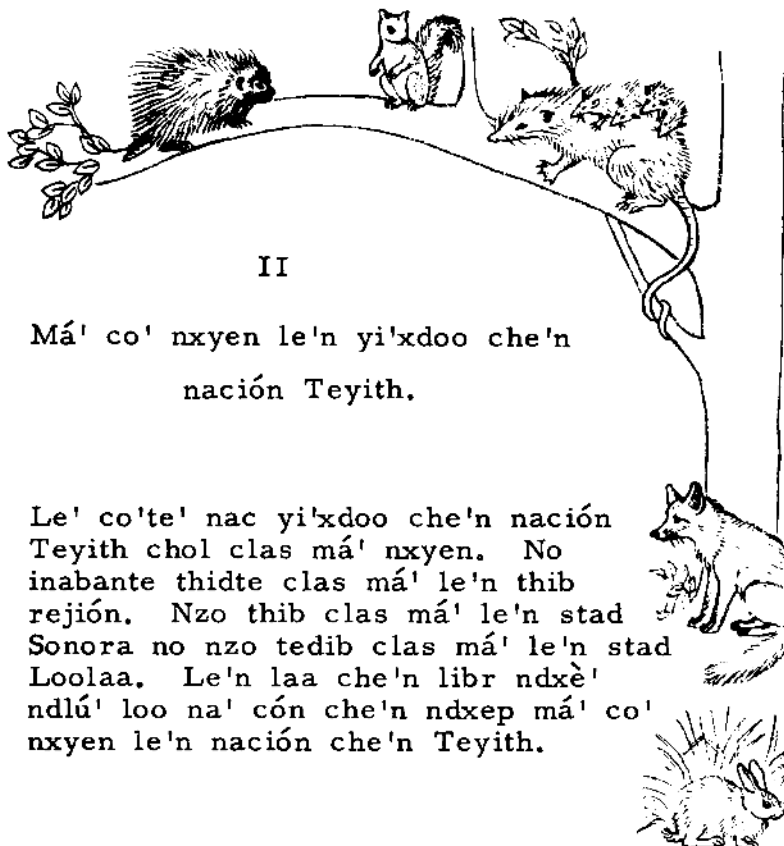 II
Má' co' nxyen le'n yi'xdoo che'n
nación Teyith.
Le' co'te' nac yi'xdoo che'n nación
Teyith chol clas má' nxyen. No
inabante thidte clas má' le'n thib
rejión. Nzo thib clas má' le'n stad
Sonora no nzo tedib clas má' le'n stad
Loolaa. Le'n laa che'n libr ndxè'
ndlú' loo na' cón che'n ndxep má' co'
nxyen le'n nación che'n Teyith.